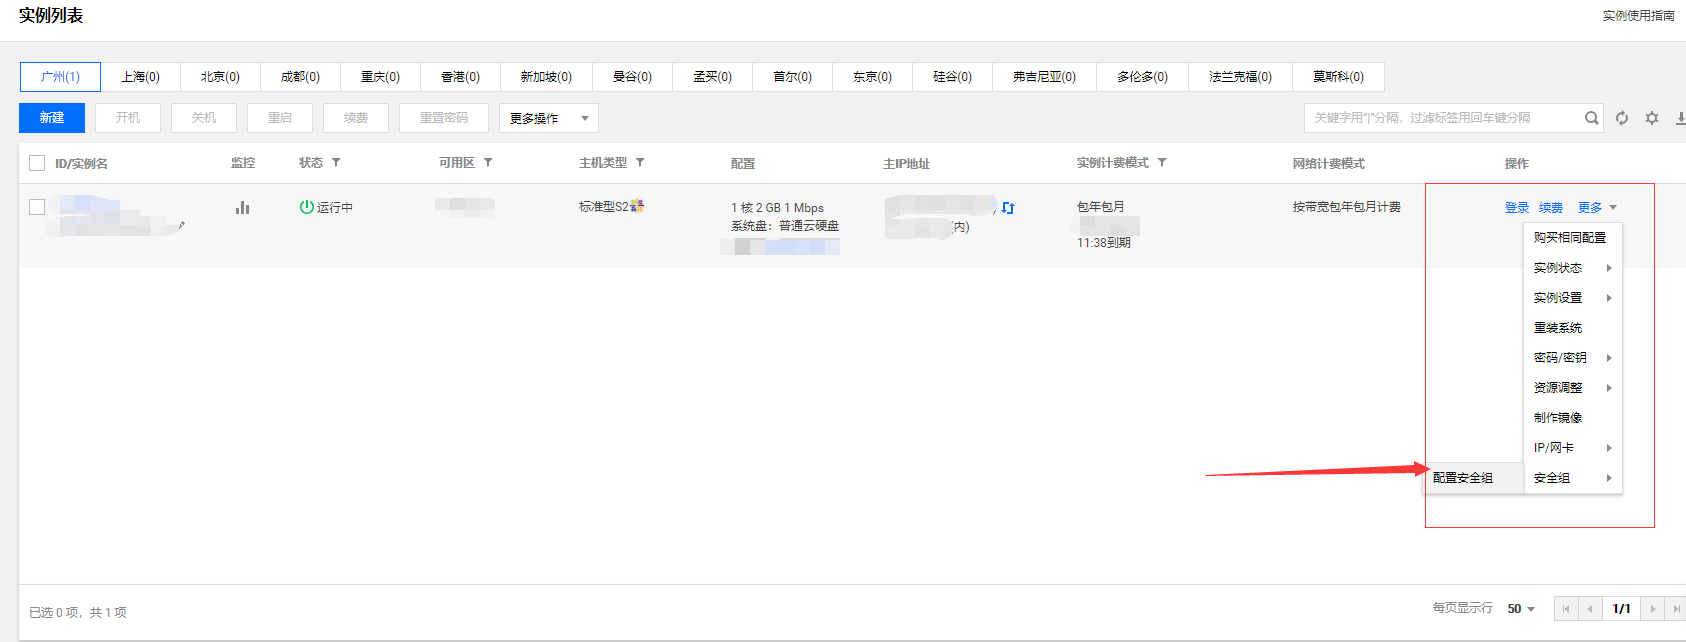 实例列表
实例使用指南
广州(1) 上海(0) 北京(0) 成都(0) 重庆(0) 香港(0) 新加坡(0) 曼谷(0) 孟买(0) 首尔(0) 东京(0) 硅谷(0) 弗吉尼亚(0) 多伦多(0) 法兰克福(0) 莫斯科(0)
新建 开机 关机 重启 续费 重置密码 更多操作 关键字用"|"分隔，过滤标签用回车键分隔
ID/实例名 监控 状态 可用区 主机类型 配置 主IP地址 实例计费模式 网络计费模式 操作
运行中 标准型S2 1 核 2 GB 1 Mbps 包年包月 按带宽包年包月计费 登录 续费 更多
系统盘：普通云硬盘 (内)
11:38到期
购买相同配置
实例状态
实例设置
重装系统
密码/密钥
资源调整
制作镜像
IP/网卡
配置安全组 安全组
已选 0 项，共 1 项 每页显示行 50 1/1